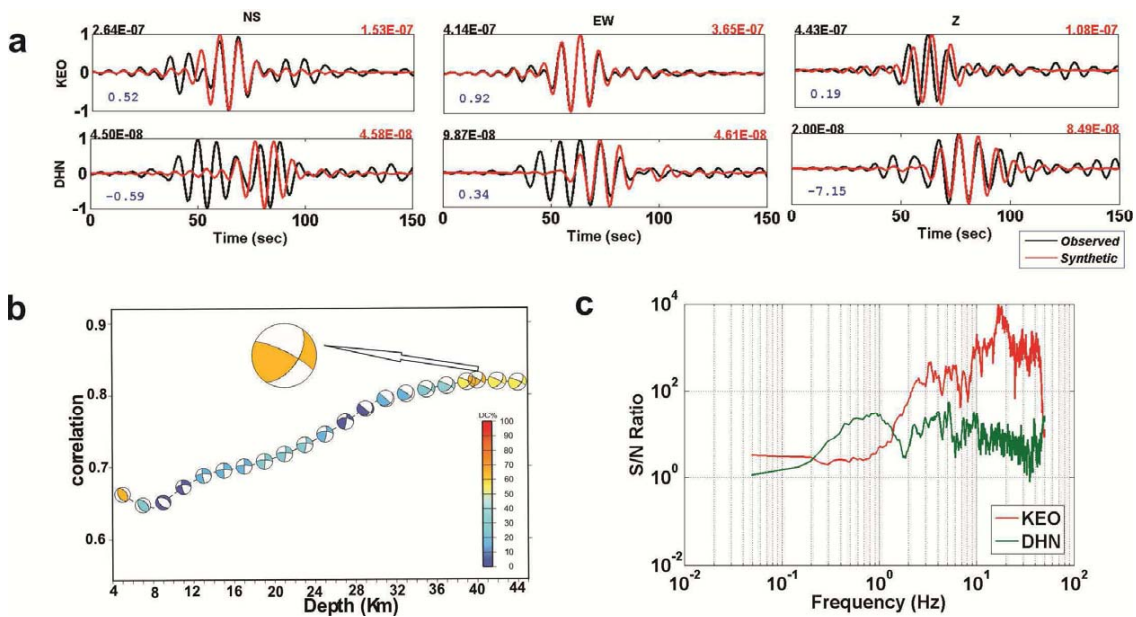 a
NS
EW
Z
2.64E-07 1.53E-07
4.14E-07 3.65E-07
4.43E-07 1.08E-07
KEO
1
0
-1
0.52
0.92
0.19
4.50E-08 4.58E-08
9.87E-08 4.61E-08
2.00E-08 8.49E-08
DHN
1
0
-1
-0.59
0.34
-7.15
0 50 100 150
0 50 100 150
0 50 100 150
Time (sec)
Time (sec)
Time (sec)
Observed
Synthetic
b
correlation
0.9
0.8
0.7
0.6
DC%
100
90
80
70
60
50
40
30
20
10
0
4 8 12 16 20 24 28 32 36 40 44
Depth (Km)
c
S/N Ratio
10^4
10^2
10^0
10^-2
KEO
DHN
10^-2 10^-1 10^0 10^1 10^2
Frequency (Hz)